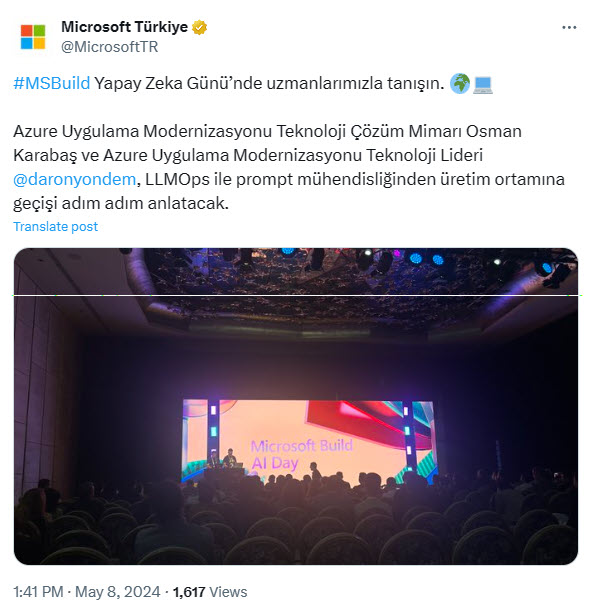 Microsoft Türkiye
@MicrosoftTR
#MSBuild Yapay Zeka Günü’nde uzmanlarımızla tanışın. 🌍💻
Azure Uygulama Modernizasyonu Teknoloji Çözüm Mimarı Osman
Karabaş ve Azure Uygulama Modernizasyonu Teknoloji Lideri
@daronyondem, LLMOps ile prompt mühendisliğinden üretim ortamına
geçişi adım adım anlatacak.
Translate post
Microsoft Build
AI Day
1:41 PM · May 8, 2024 · 1,617 Views